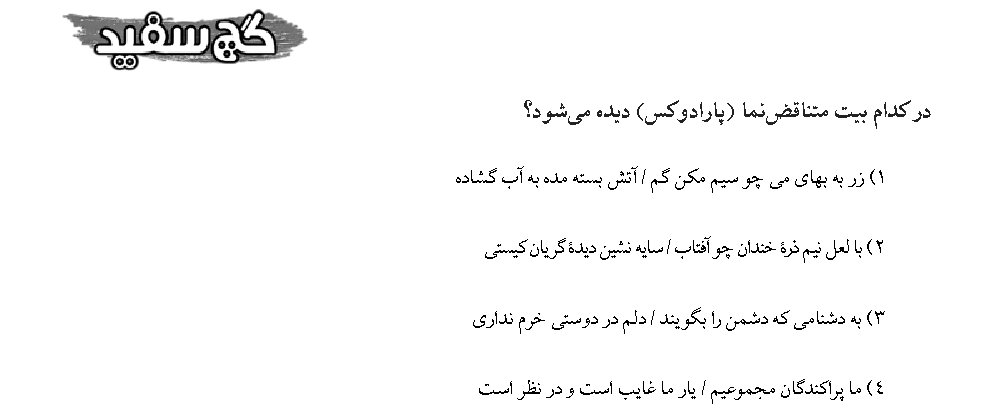 گچ سفید
در کدام بیت متناقض‌نما (پارادوکس) دیده می‌شود؟
۱) زر به بهای می چو سیم مکن گم / آتش بسته مده به آب گشاده
۲) با لعل نیم ذرهٔ خندان چو آفتاب / سایه نشین دیدهٔ گریان کیستی
۳) به دشنامی که دشمن را بگویند / دلم در دوستی خرم نداری
۴) ما پراکندگان مجموعیم / یار ما غایب است و در نظر است